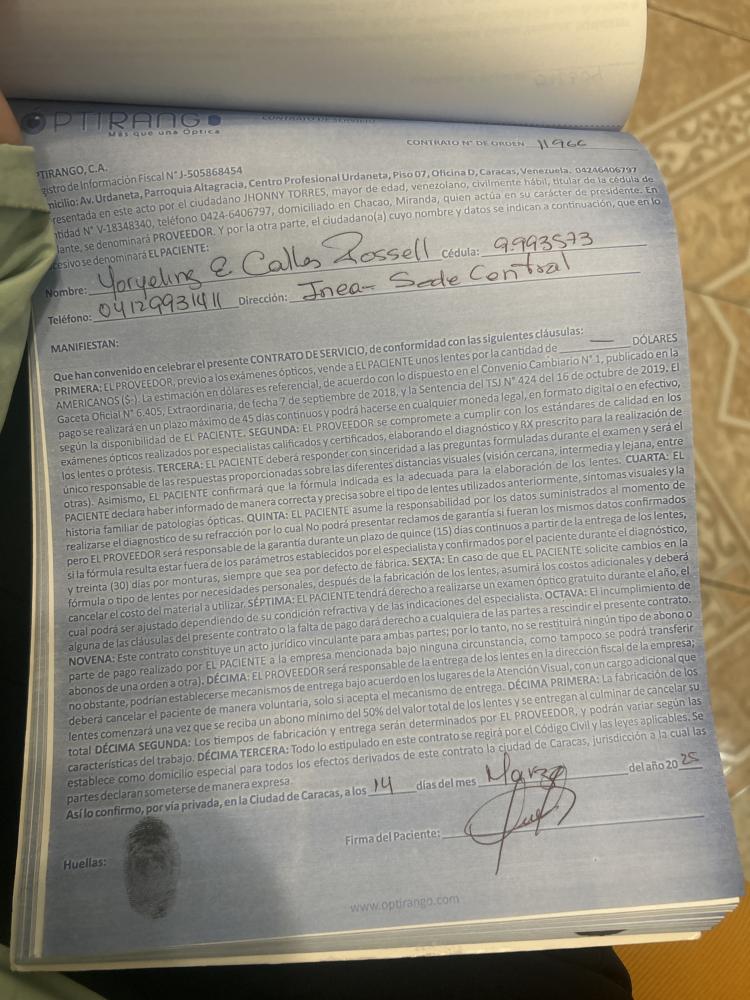 OPTIRANGO
Más que una Óptica
CONTRATO DE SERVICIO
CONTRATO N° DE ORDEN 11966
OPTIRANGO, C.A.
Registro de Información Fiscal N° J-505868454
Domicilio: Av. Urdaneta, Parroquia Altagracia, Centro Profesional Urdaneta, Piso 07, Oficina D, Caracas, Venezuela. 04246406797
representada en este acto por el ciudadano JHONNY TORRES, mayor de edad, venezolano, civilmente hábil, titular de la cédula de
identidad N° V-18348340, teléfono 0424-6406797, domiciliado en Chacao, Miranda, quien actúa en su carácter de presidente. En
adelante, se denominará PROVEEDOR. Y por la otra parte, el ciudadano(a) cuyo nombre y datos se indican a continuación, que en lo
sucesivo se denominará EL PACIENTE:
Nombre: Yoryeling E Calles Rossell Cédula: 9.993573
Teléfono: 04129931411 Dirección: Inea- Sede Central
MANIFIESTAN:
Que han convenido en celebrar el presente CONTRATO DE SERVICIO, de conformidad con las siguientes cláusulas:
PRIMERA: EL PROVEEDOR, previo a los exámenes ópticos, vende a EL PACIENTE unos lentes por la cantidad de — DÓLARES
AMERICANOS ($-). La estimación en dólares es referencial, de acuerdo con lo dispuesto en el Convenio Cambiario N° 1, publicado en la
Gaceta Oficial N° 6.405, Extraordinaria, de fecha 7 de septiembre de 2018, y la Sentencia del TSJ N° 424 del 16 de octubre de 2019. El
pago se realizará en un plazo máximo de 45 días continuos y podrá hacerse en cualquier moneda legal, en formato digital o en efectivo,
según la disponibilidad de EL PACIENTE. SEGUNDA: EL PROVEEDOR se compromete a cumplir con los estándares de calidad en los
exámenes ópticos realizados por especialistas calificados y certificados, elaborando el diagnóstico y RX prescrito para la realización de
los lentes o prótesis. TERCERA: EL PACIENTE deberá responder con sinceridad a las preguntas formuladas durante el examen y será el
único responsable de las respuestas proporcionadas sobre las diferentes distancias visuales (visión cercana, intermedia y lejana, entre
otras). Asimismo, EL PACIENTE confirmará que la fórmula indicada es la adecuada para la elaboración de los lentes. CUARTA: EL
PACIENTE declara haber informado de manera correcta y precisa sobre el tipo de lentes utilizados anteriormente, síntomas visuales y la
historia familiar de patologías ópticas. QUINTA: EL PACIENTE asume la responsabilidad por los datos suministrados al momento de
realizarse el diagnostico de su refracción por lo cual No podrá presentar reclamos de garantía si fueran los mismos datos confirmados
pero EL PROVEEDOR será responsable de la garantía durante un plazo de quince (15) días continuos a partir de la entrega de los lentes,
si la fórmula resulta estar fuera de los parámetros establecidos por el especialista y confirmados por el paciente durante el diagnóstico,
y treinta (30) días por monturas, siempre que sea por defecto de fábrica. SEXTA: En caso de que EL PACIENTE solicite cambios en la
fórmula o tipo de lentes por necesidades personales, después de la fabricación de los lentes, asumirá los costos adicionales y deberá
cancelar el costo del material a utilizar. SÉPTIMA: EL PACIENTE tendrá derecho a realizarse un examen óptico gratuito durante el año, el
cual podrá ser ajustado dependiendo de su condición refractiva y de las indicaciones del especialista. OCTAVA: El incumplimiento de
alguna de las cláusulas del presente contrato o la falta de pago dará derecho a cualquiera de las partes a rescindir el presente contrato.
NOVENA: Este contrato constituye un acto jurídico vinculante para ambas partes; por lo tanto, no se restituirá ningún tipo de abono o
parte de pago realizado por EL PACIENTE a la empresa mencionada bajo ninguna circunstancia, como tampoco se podrá transferir
abonos de una orden a otra). DÉCIMA: EL PROVEEDOR será responsable de la entrega de los lentes en la dirección fiscal de la empresa;
no obstante, podrían establecerse mecanismos de entrega bajo acuerdo en los lugares de la Atención Visual, con un cargo adicional que
deberá cancelar el paciente de manera voluntaria, solo si acepta el mecanismo de entrega. DÉCIMA PRIMERA: La fabricación de los
lentes comenzará una vez que se reciba un abono mínimo del 50% del valor total de los lentes y se entregan al culminar de cancelar su
total DÉCIMA SEGUNDA: Los tiempos de fabricación y entrega serán determinados por EL PROVEEDOR, y podrán variar según las
características del trabajo. DÉCIMA TERCERA: Todo lo estipulado en este contrato se regirá por el Código Civil y las leyes aplicables. Se
establece como domicilio especial para todos los efectos derivados de este contrato la ciudad de Caracas, jurisdicción a la cual las
partes declaran someterse de manera expresa.
Así lo confirmo, por vía privada, en la Ciudad de Caracas, a los 14 días del mes Marzo del año 2025
Firma del Paciente:
Huellas:
www.optirango.com